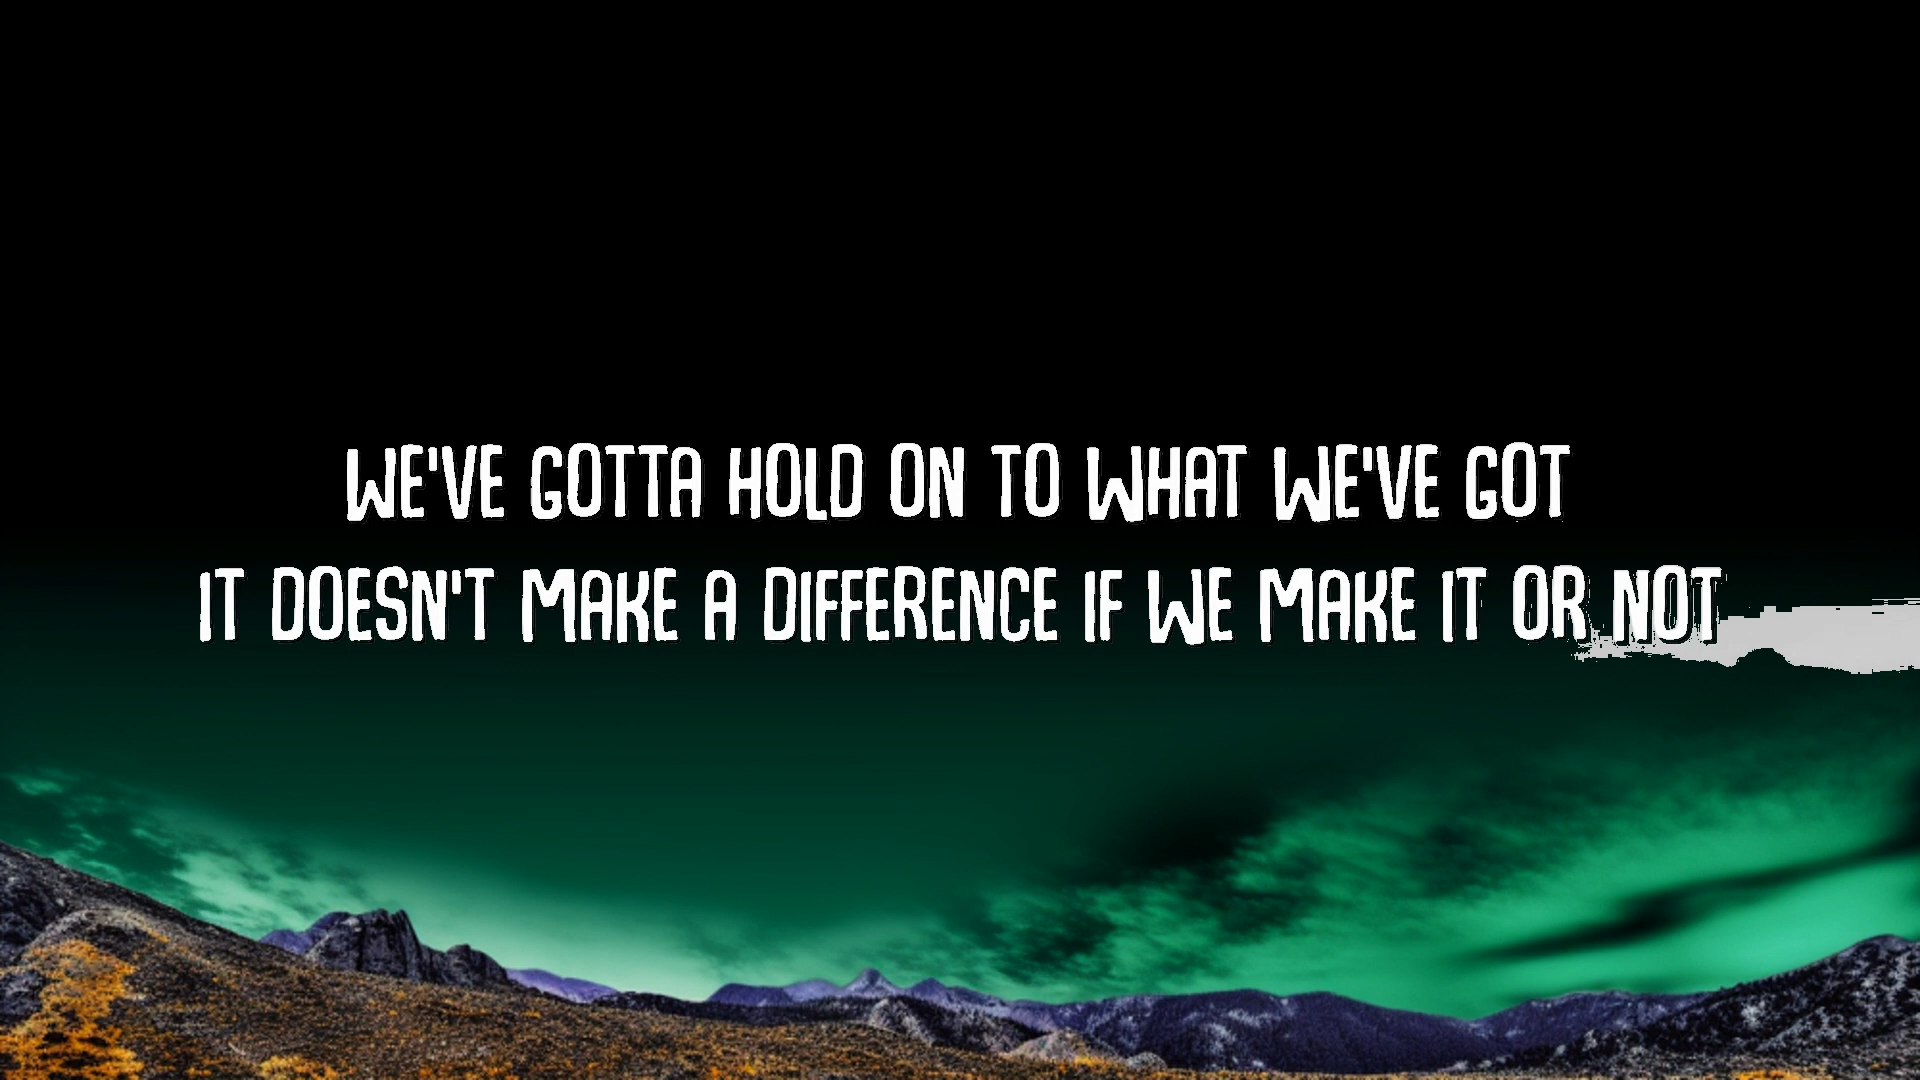 WE'VE GOTTA HOLD ON TO WHAT WE'VE GOT
IT DOESN'T MAKE A DIFFERENCE IF WE MAKE IT OR NOT